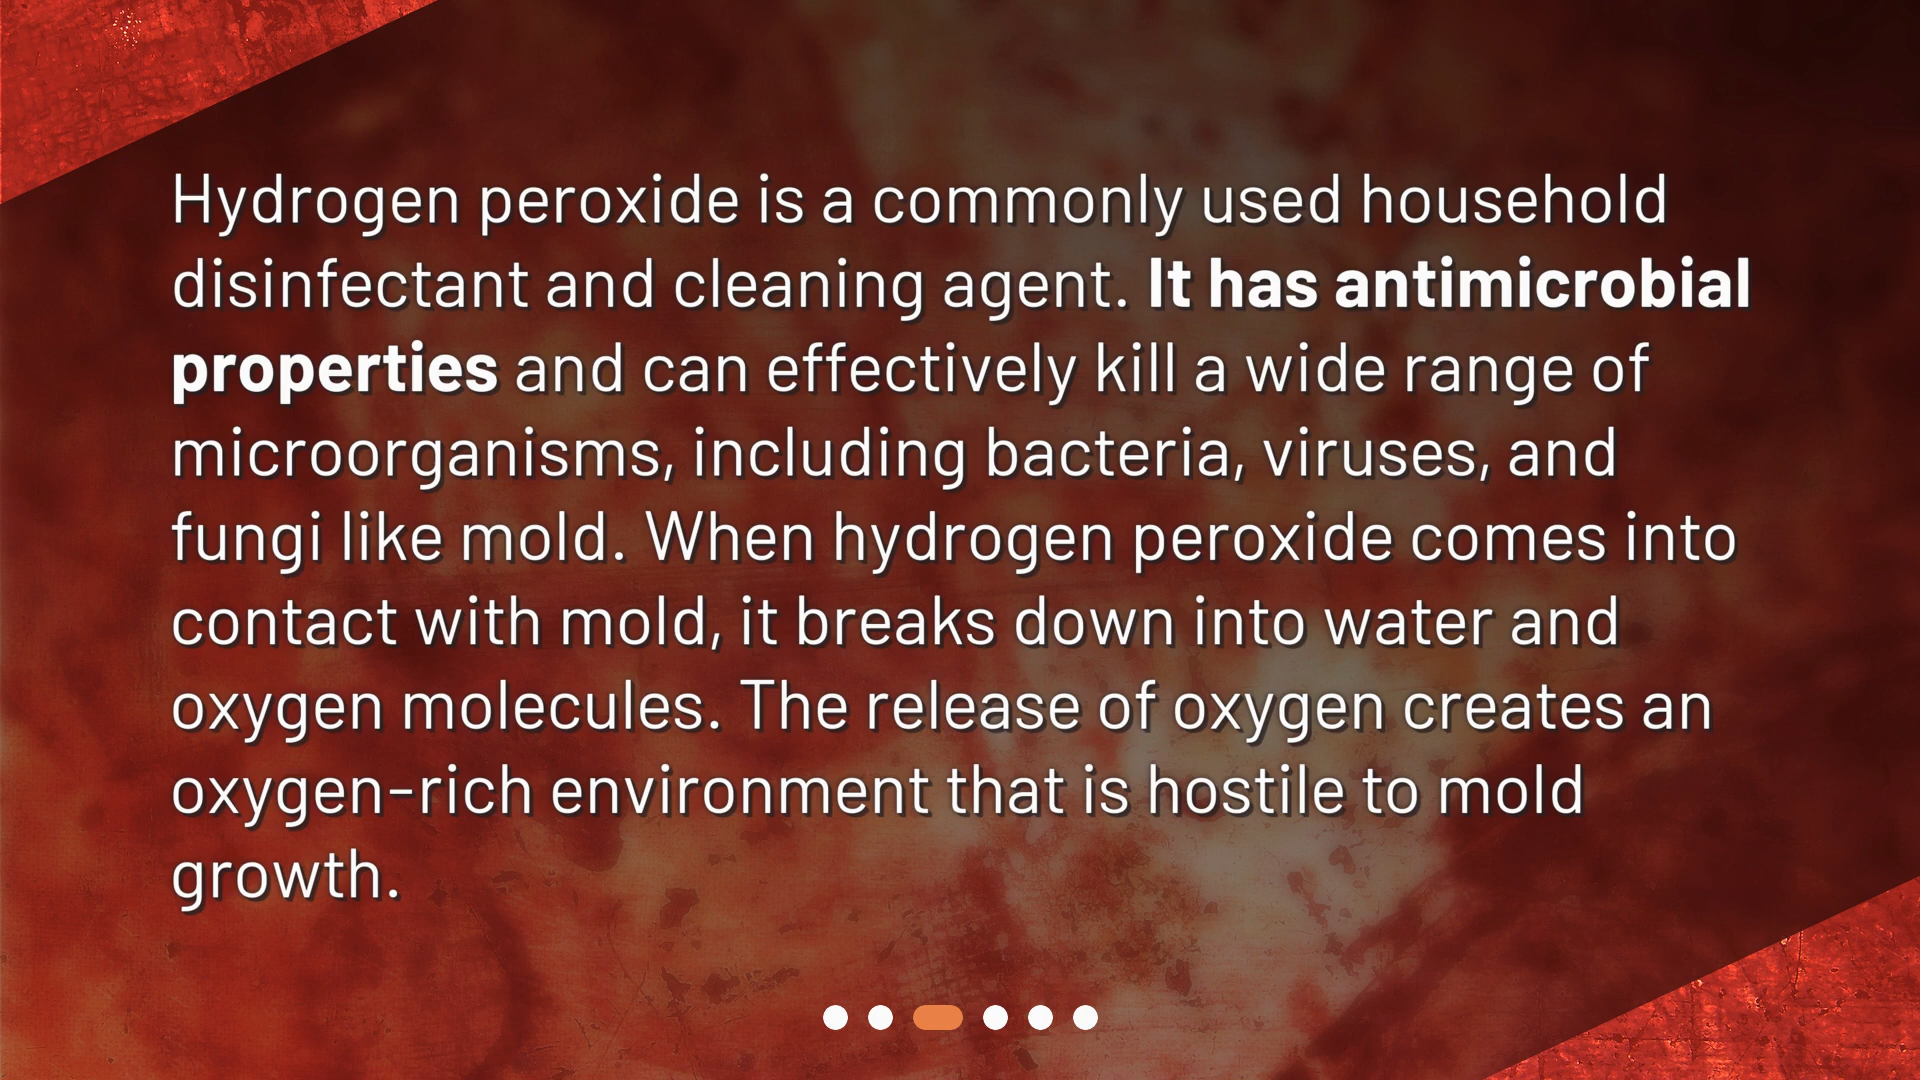 Hydrogen peroxide is a commonly used household
disinfectant and cleaning agent. It has antimicrobial
properties and can effectively kill a wide range of
microorganisms, including bacteria, viruses, and
fungi like mold. When hydrogen peroxide comes into
contact with mold, it breaks down into water and
oxygen molecules. The release of oxygen creates an
oxygen-rich environment that is hostile to mold
growth.